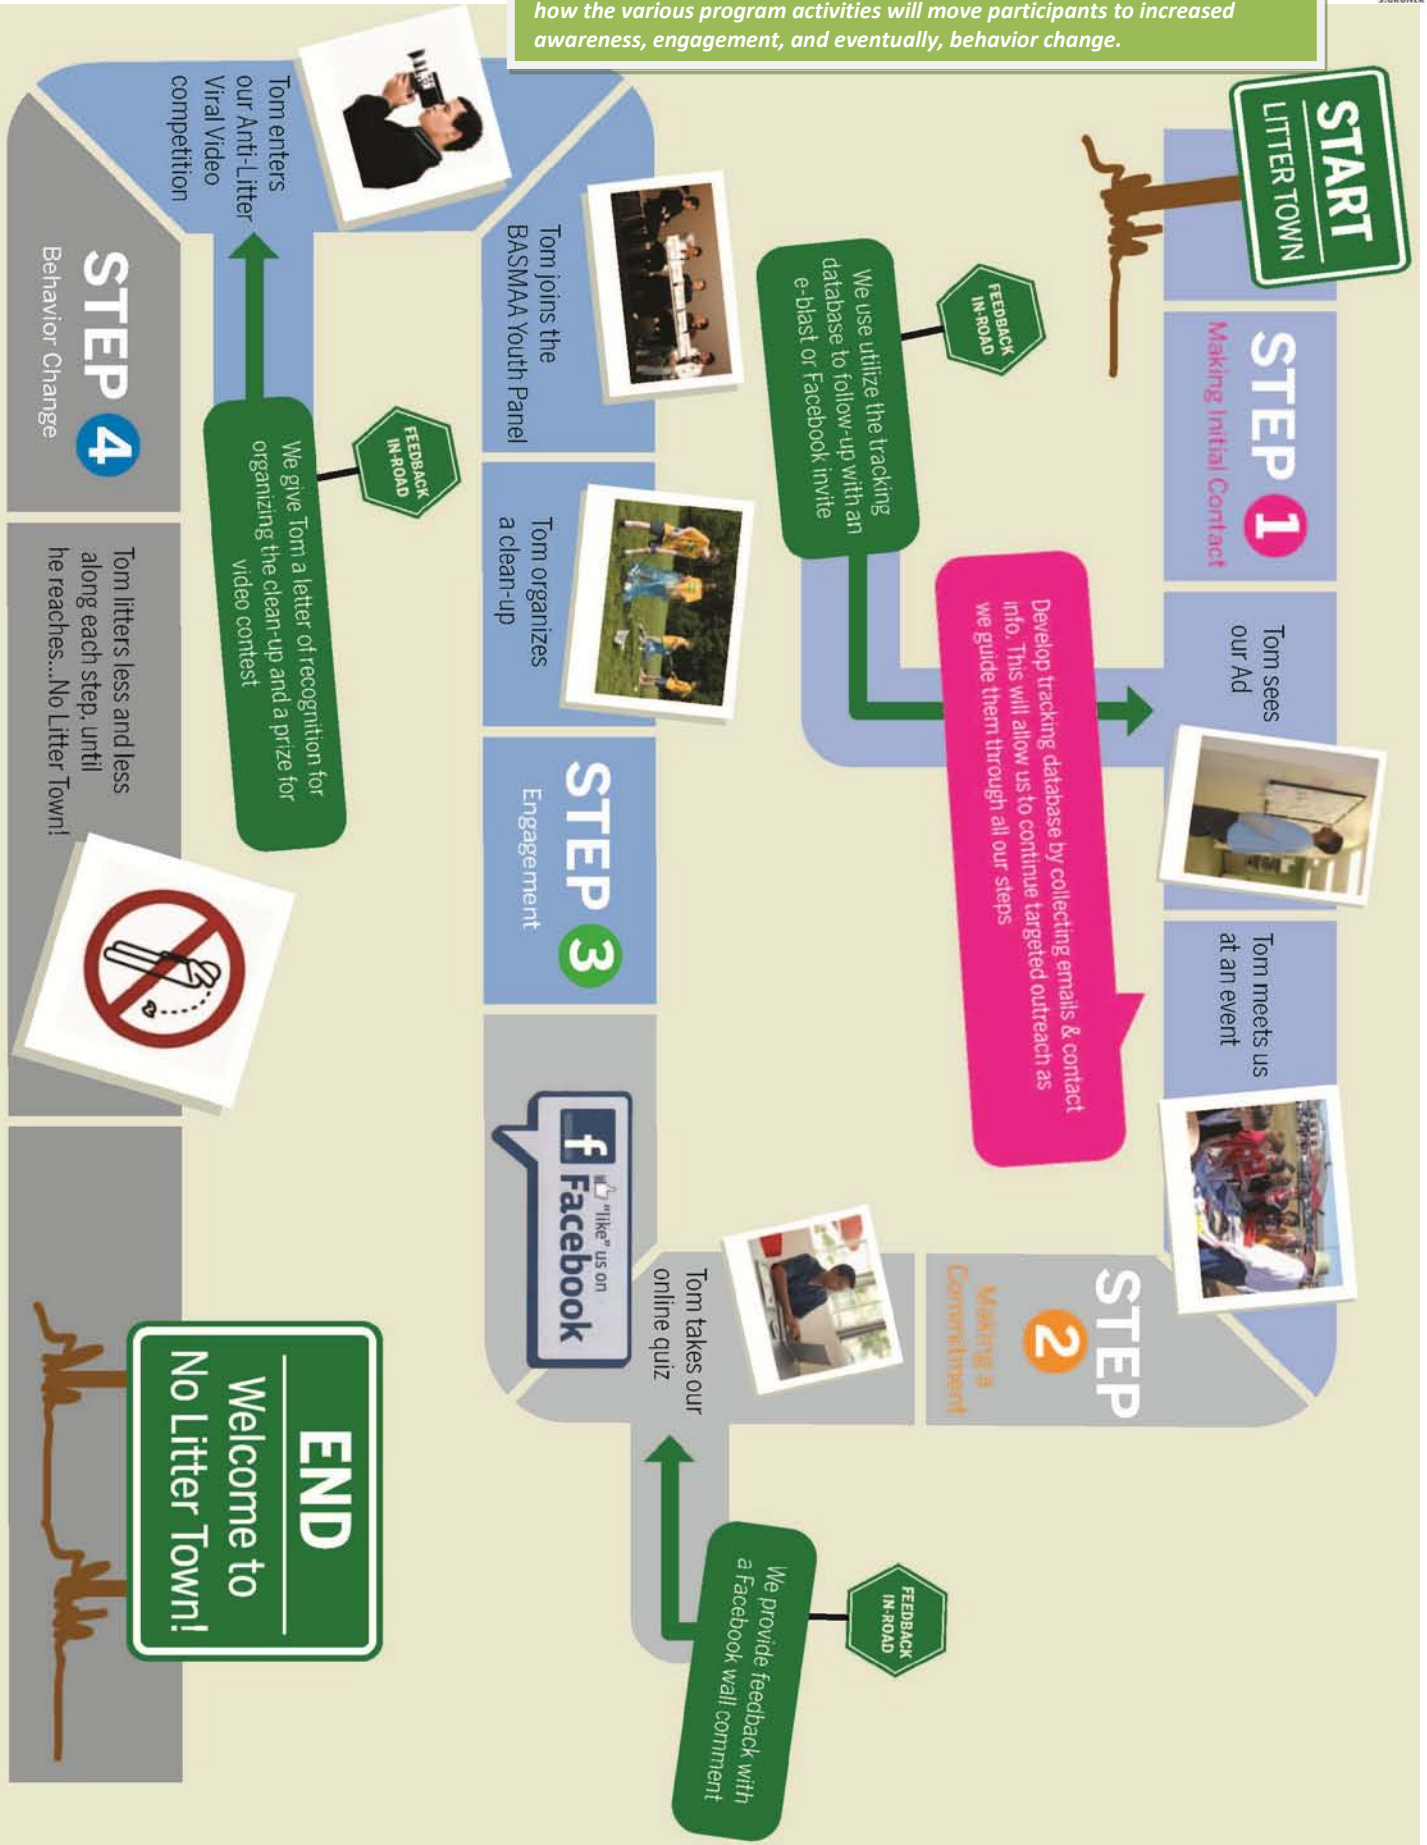 how the various program activities will move participants to increased
awareness, engagement, and eventually, behavior change.
START
LITTER TOWN
STEP 1
Making Initial Contact
Tom sees
our Ad
Tom meets us
at an event
Develop tracking database by collecting emails & contact
info. This will allow us to continue targeted outreach as
we guide them through all our steps
FEEDBACK
IN-ROAD
We use utilize the tracking
database to follow-up with an
e-blast or Facebook invite
STEP
2
Making a
Commitment
Tom takes our
online quiz
FEEDBACK
IN-ROAD
We provide feedback with
a Facebook wall comment
f "like" us on
Facebook
STEP 3
Engagement
Tom organizes
a clean-up
Tom joins the
BASMAA Youth Panel
Tom enters
our Anti-Litter
Viral Video
competition
FEEDBACK
IN-ROAD
We give Tom a letter of recognition for
organizing the clean-up and a prize for
video contest
STEP 4
Behavior Change
Tom litters less and less
along each step, until
he reaches...No Litter Town!
END
Welcome to
No Litter Town!